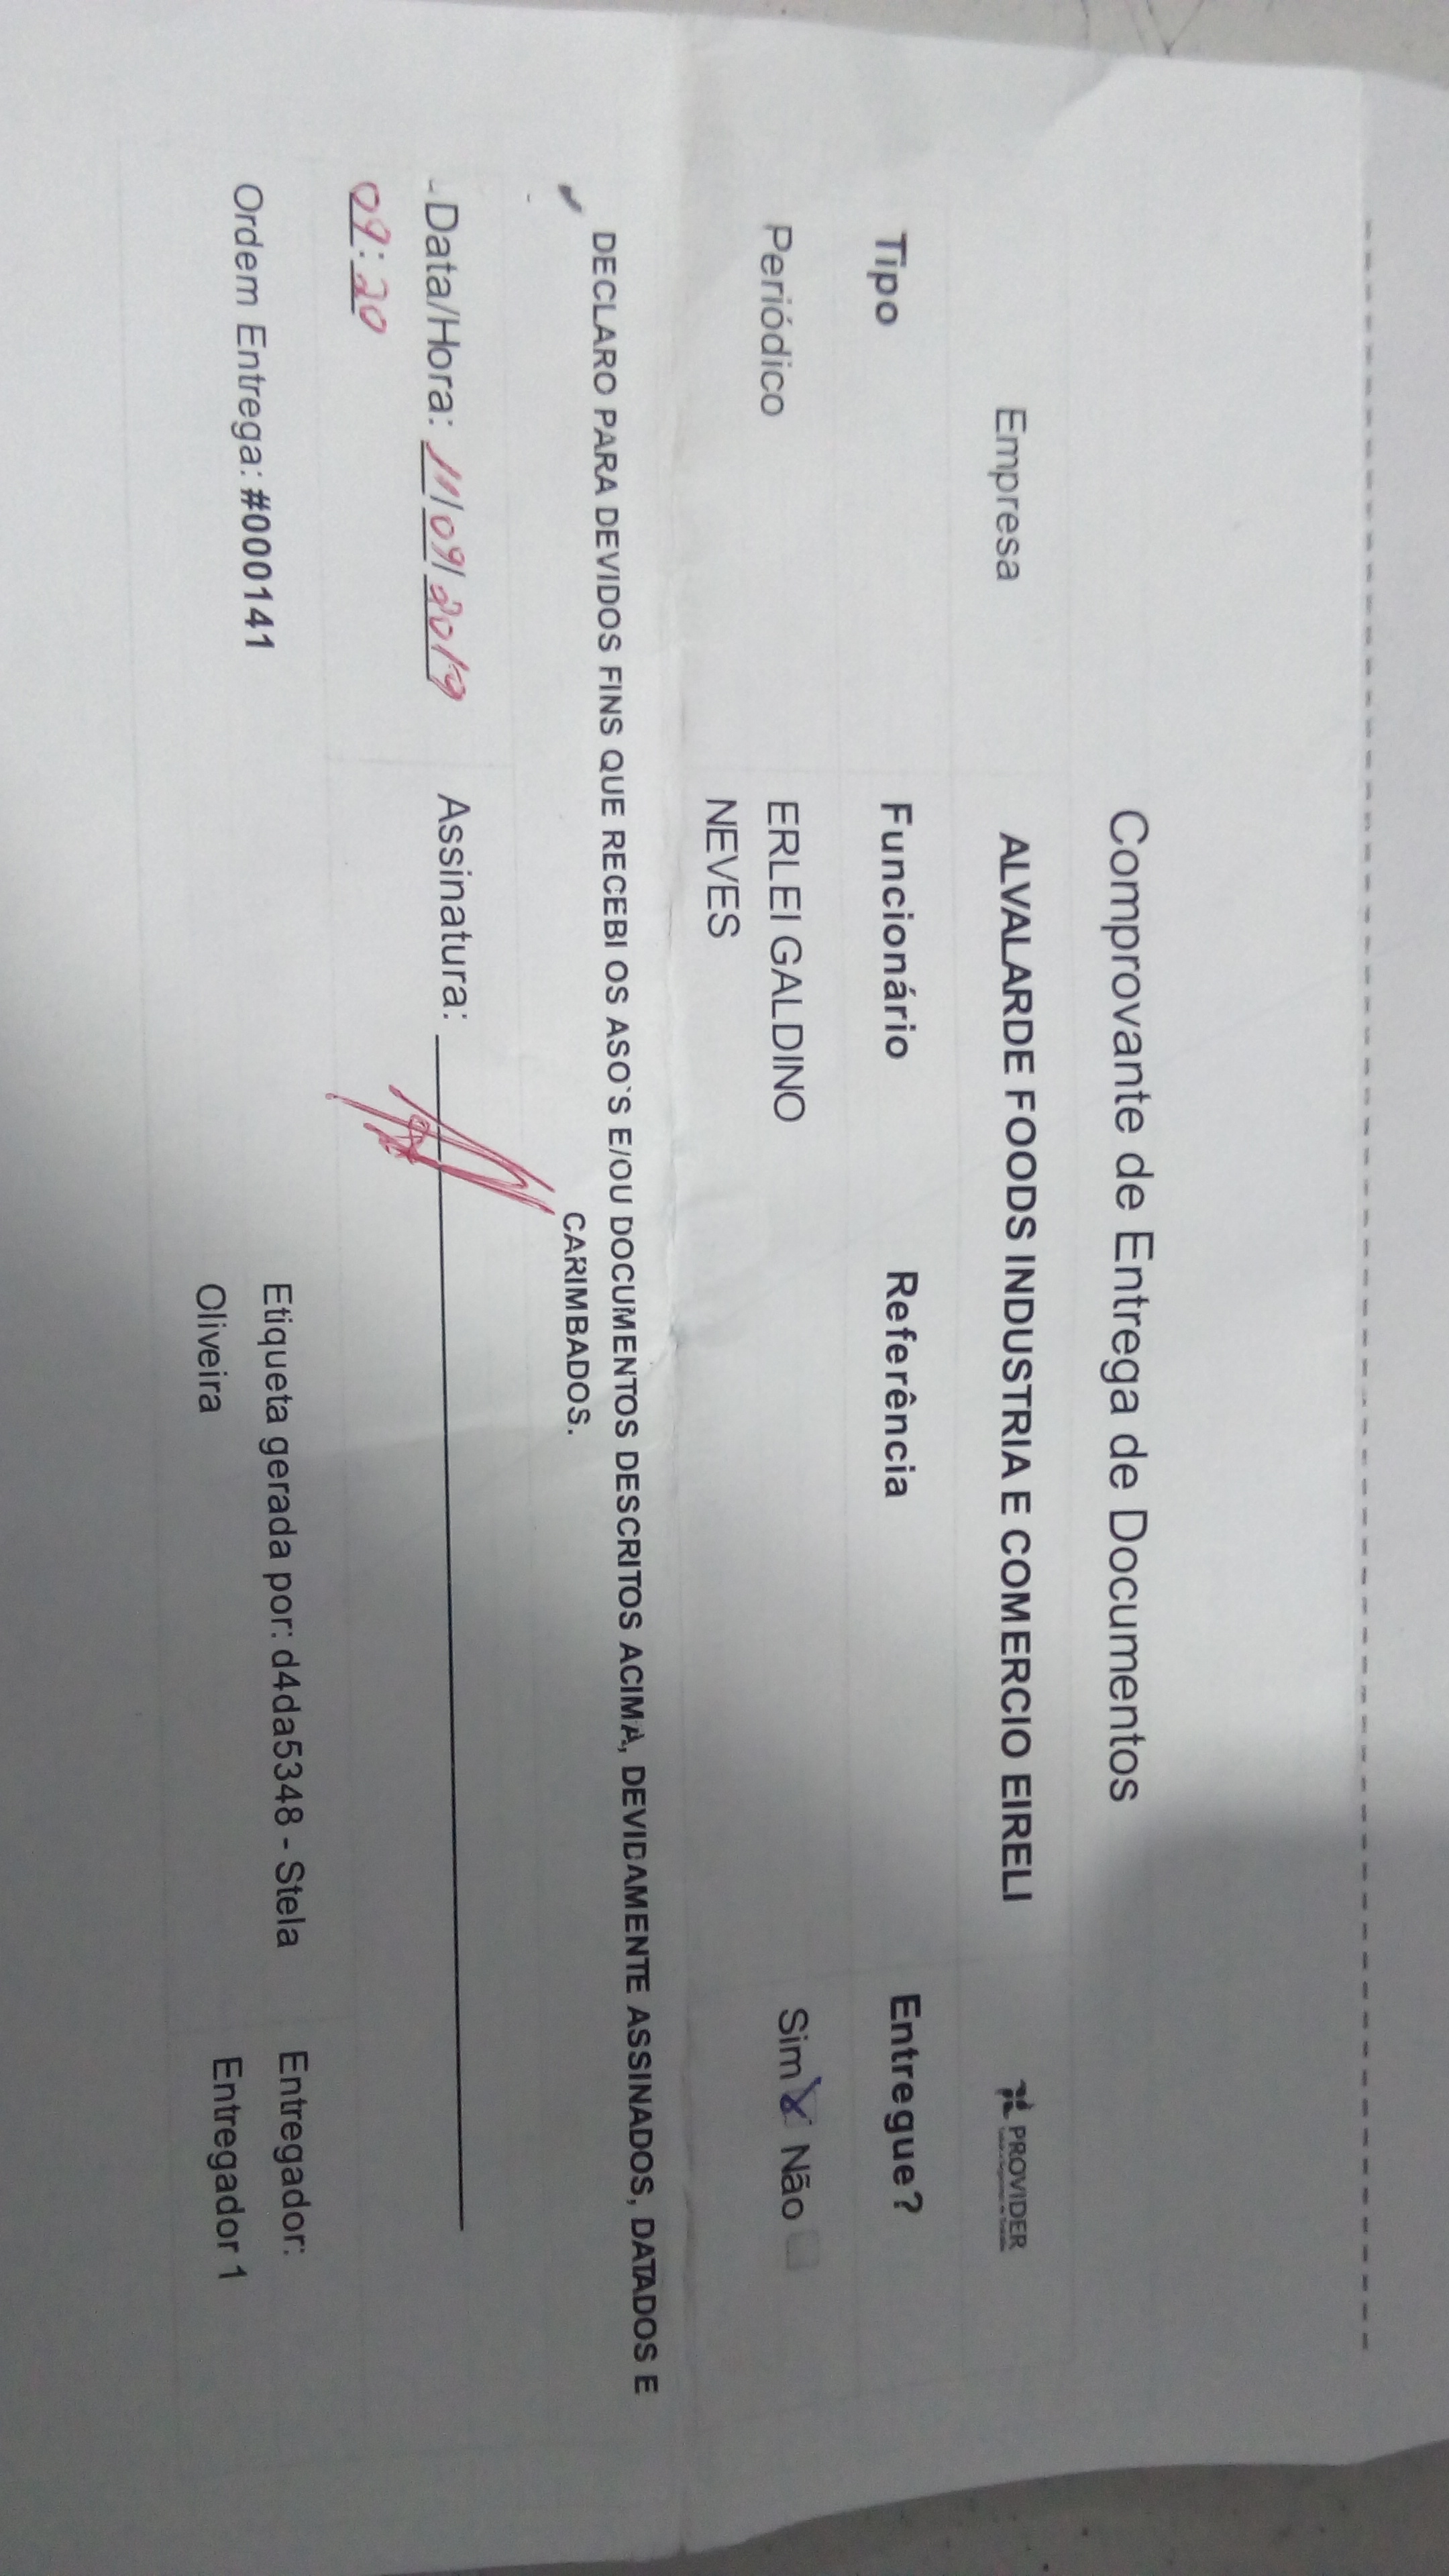 Comprovante de Entrega de Documentos
Empresa ALVALARDE FOODS INDUSTRIA E COMERCIO EIRELI PROVIDER
Tipo Funcionário Referência Entregue?
Periódico ERLEI GALDINO Sim Não
NEVES
DECLARO PARA DEVIDOS FINS QUE RECEBI OS ASO`S E/OU DOCUMENTOS DESCRITOS ACIMA, DEVIDAMENTE ASSINADOS, DATADOS E
CARIMBADOS.
Data/Hora: 11/09/2019 Assinatura:
09:20
Ordem Entrega: #000141 Etiqueta gerada por: d4da5348 - Stela Entregador:
Oliveira Entregador 1